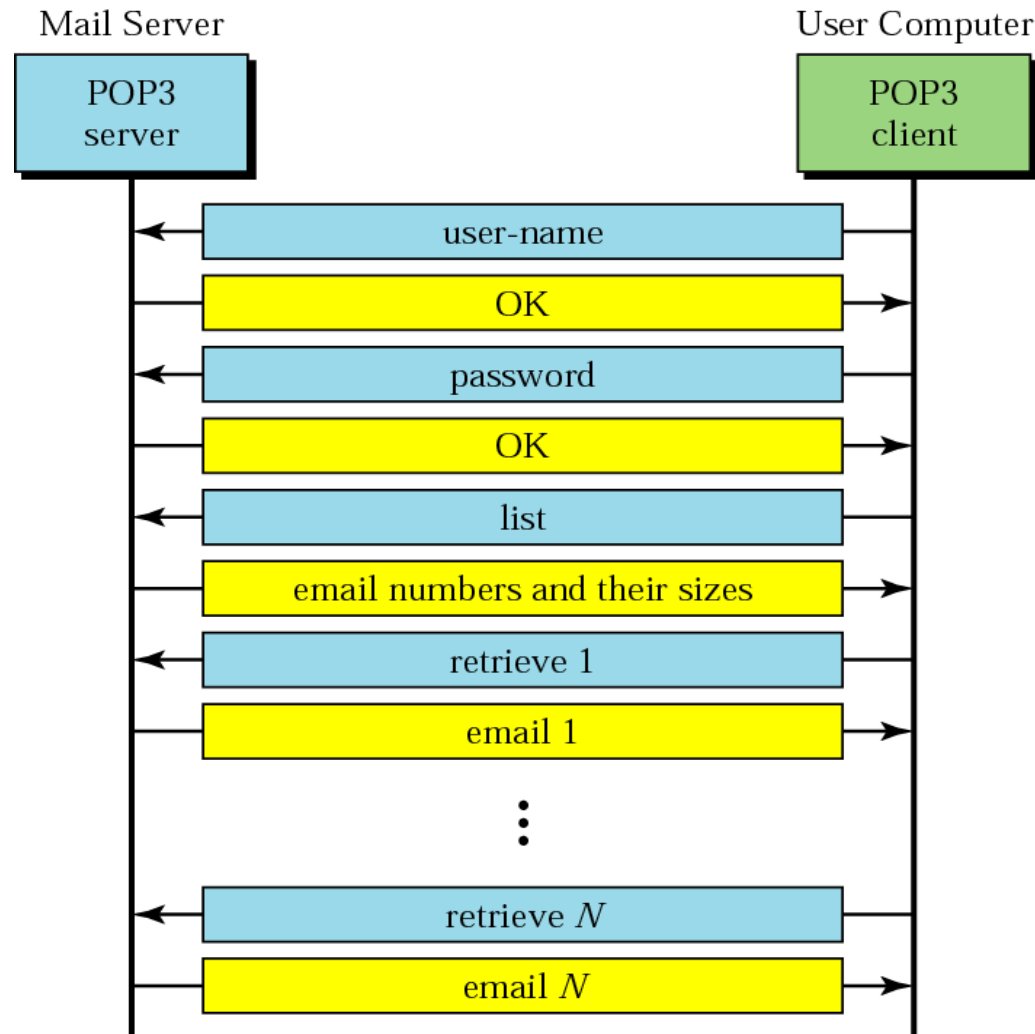 Mail Server
User Computer
POP3
server
POP3
client
user-name
OK
password
OK
list
email numbers and their sizes
retrieve 1
email 1
retrieve N
email N